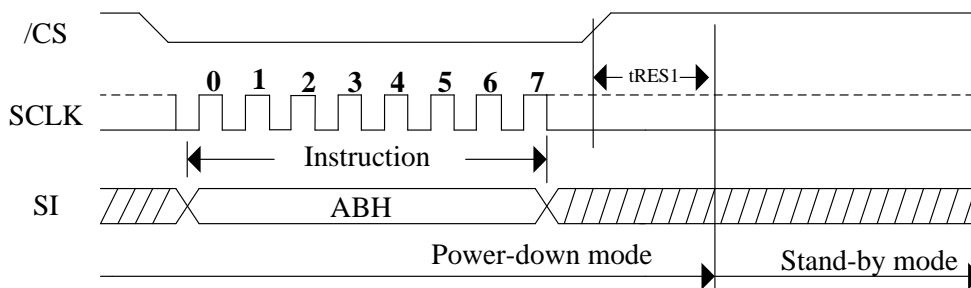 /CS
tRES1
0 1 2 3 4 5 6 7
SCLK
Instruction
SI
ABH
Power-down mode
Stand-by mode